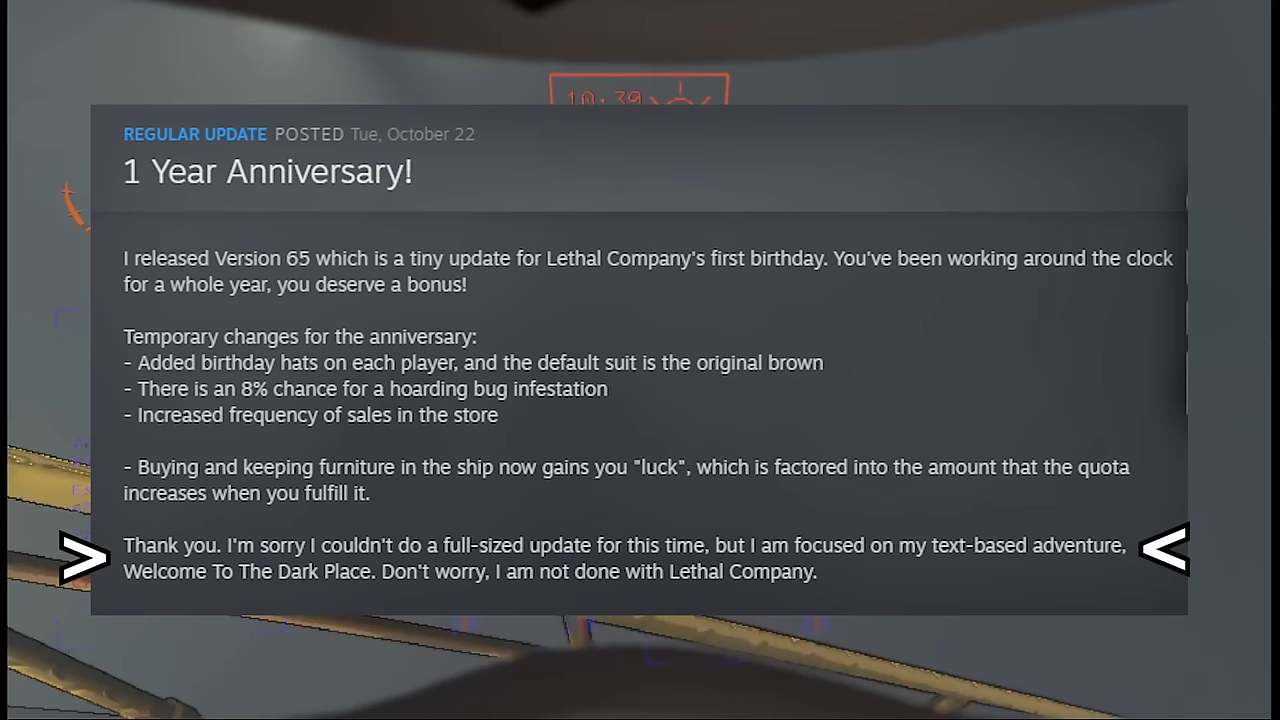 10:39
REGULAR UPDATE POSTED Tue, October 22
1 Year Anniversary!
I released Version 65 which is a tiny update for Lethal Company's first birthday. You've been working around the clock
for a whole year, you deserve a bonus!
Temporary changes for the anniversary:
- Added birthday hats on each player, and the default suit is the original brown
- There is an 8% chance for a hoarding bug infestation
- Increased frequency of sales in the store
- Buying and keeping furniture in the ship now gains you "luck", which is factored into the amount that the quota
increases when you fulfill it.
> Thank you. I'm sorry I couldn't do a full-sized update for this time, but I am focused on my text-based adventure, <
Welcome To The Dark Place. Don't worry, I am not done with Lethal Company.